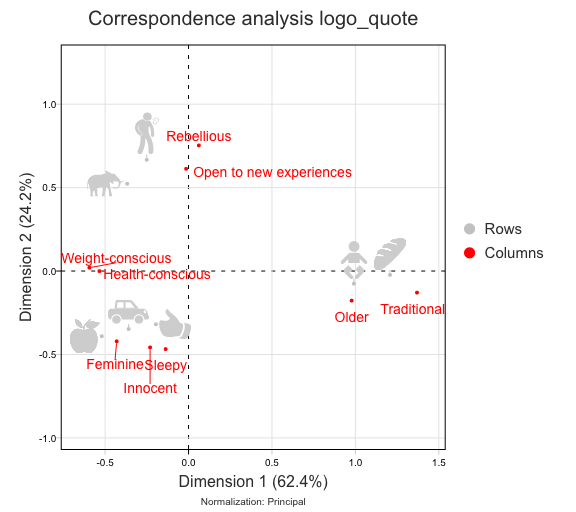 Correspondence analysis logo_quote
Dimension 2 (24.2%)
1.0
0.5
0.0
-0.5
-1.0
Rebellious
Open to new experiences
Weight-conscious
Health-conscious
Older
Traditional
Feminine
Sleepy
Innocent
Rows
Columns
-0.5
0.0
0.5
1.0
1.5
Dimension 1 (62.4%)
Normalization: Principal